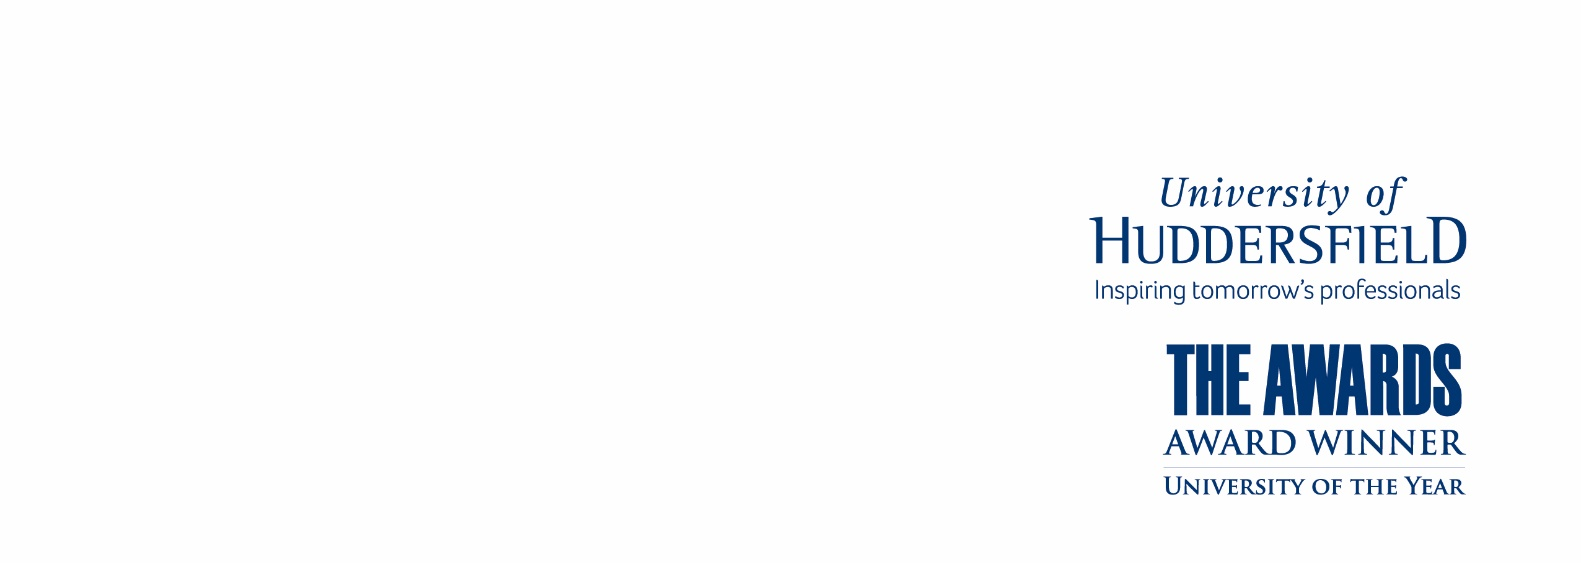 University of
HUDDERSFIELD
Inspiring tomorrow's professionals
THE AWARDS
AWARD WINNER
UNIVERSITY OF THE YEAR